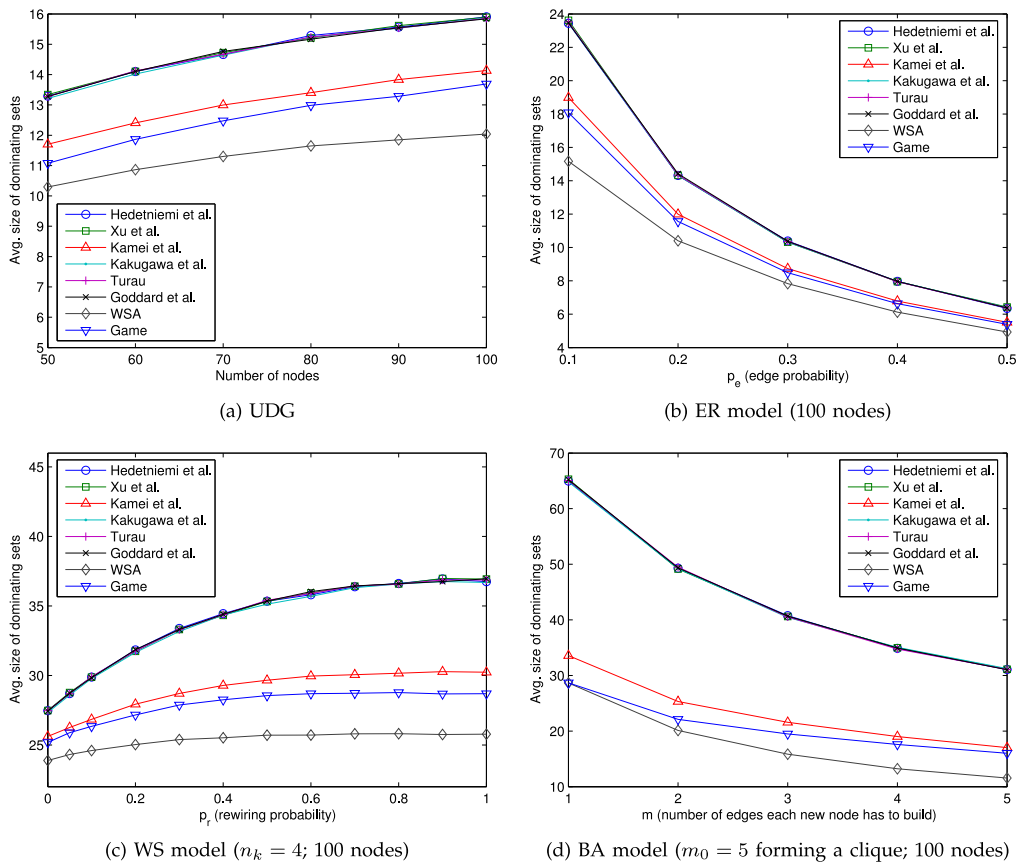 16
15
14
13
12
11
10
9
8
7
6
5
50
60
70
80
90
100
Avg. size of dominating sets
Number of nodes
Hedetniemi et al.
Xu et al.
Kamei et al.
Kakugawa et al.
Turau
Goddard et al.
WSA
Game
(a) UDG
24
22
20
18
16
14
12
10
8
6
4
0.1
0.2
0.3
0.4
0.5
Avg. size of dominating sets
p_e (edge probability)
Hedetniemi et al.
Xu et al.
Kamei et al.
Kakugawa et al.
Turau
Goddard et al.
WSA
Game
(b) ER model (100 nodes)
45
40
35
30
25
0
0.2
0.4
0.6
0.8
1
Avg. size of dominating sets
p_r (rewiring probability)
Hedetniemi et al.
Xu et al.
Kamei et al.
Kakugawa et al.
Turau
Goddard et al.
WSA
Game
(c) WS model (n_k = 4; 100 nodes)
70
60
50
40
30
20
10
1
2
3
4
5
Avg. size of dominating sets
m (number of edges each new node has to build)
Hedetniemi et al.
Xu et al.
Kamei et al.
Kakugawa et al.
Turau
Goddard et al.
WSA
Game
(d) BA model (m_0 = 5 forming a clique; 100 nodes)